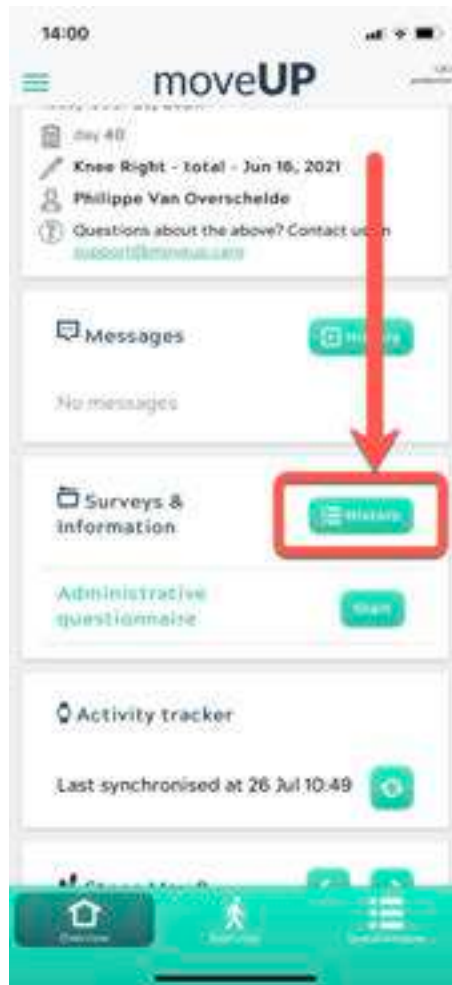 14:00
moveUP
day 40
Knee Right - total - Jun 16, 2021
Philippe Van Overschelde
Questions about the above? Contact us
support@moveup.care
Messages
No messages
Surveys &
information
History
Administrative
questionnaire
Start
Activity tracker
Last synchronised at 26 Jul 10:49
Overview